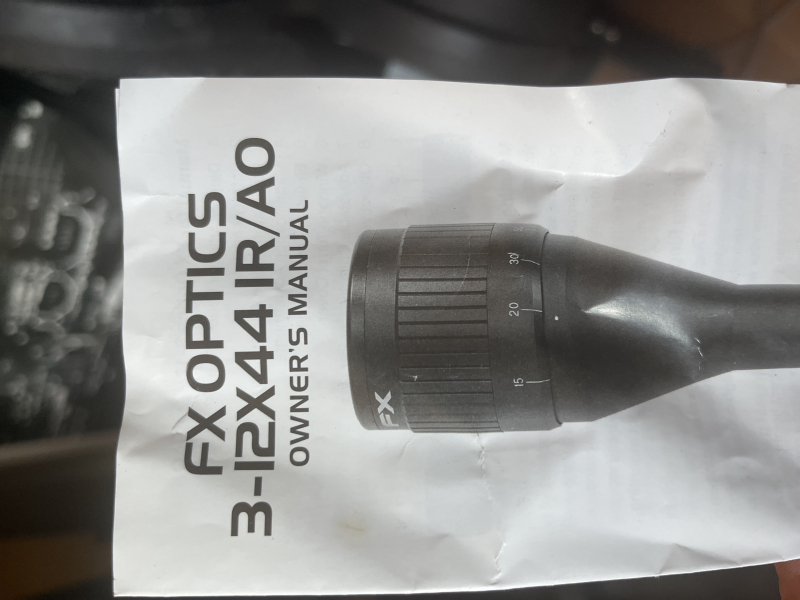 FX OPTICS
3-12X44 IR/AO
OWNER'S MANUAL
FX
15
20
30